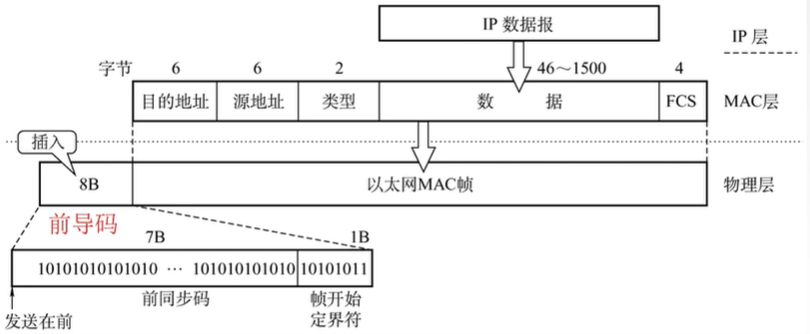 IP 数据报
IP 层
字节 6 6 2 46～1500 4
目的地址 源地址 类型 数 据 FCS MAC层
插入
8B 以太网MAC帧 物理层
前导码
7B 1B
10101010101010 … 101010101010 10101011
前同步码 帧开始
定界符
发送在前